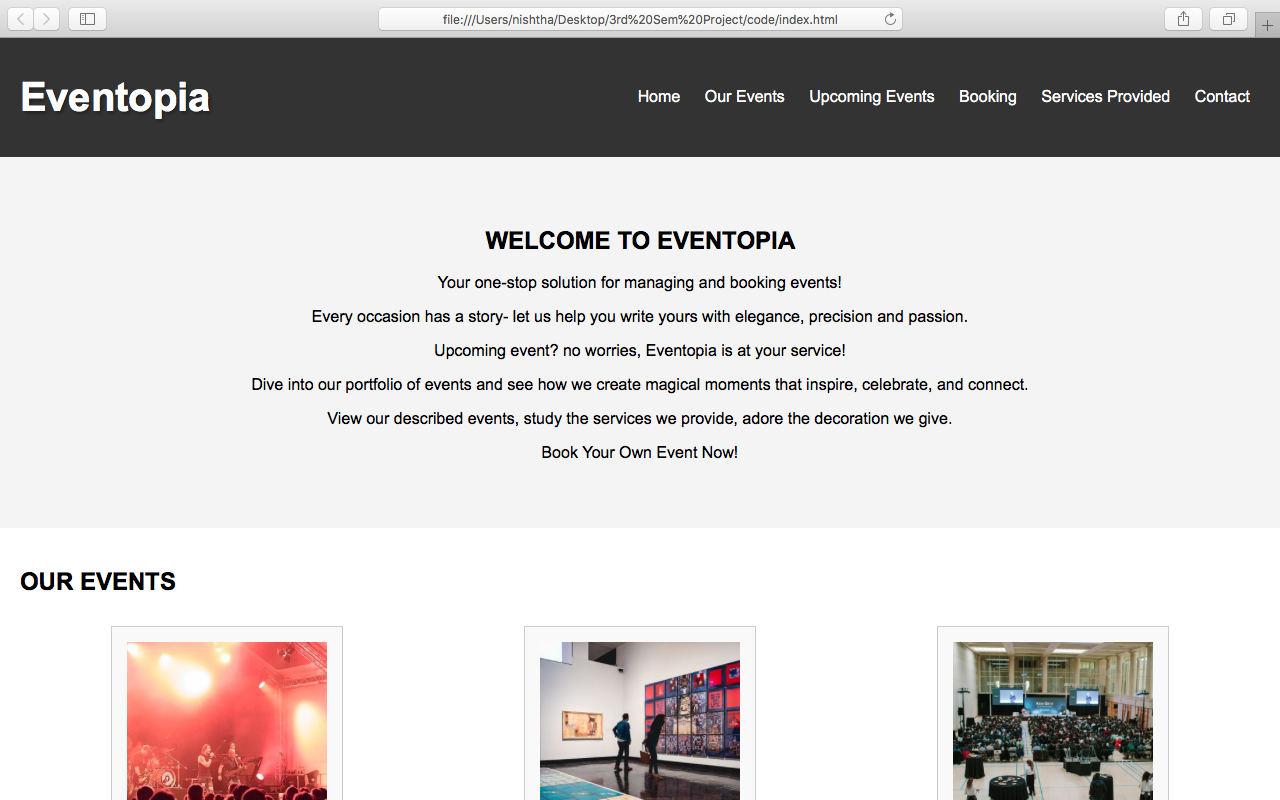 file:///Users/nishtha/Desktop/3rd%20Sem%20Project/code/index.html
Eventopia
Home Our Events Upcoming Events Booking Services Provided Contact
WELCOME TO EVENTOPIA
Your one-stop solution for managing and booking events!
Every occasion has a story- let us help you write yours with elegance, precision and passion.
Upcoming event? no worries, Eventopia is at your service!
Dive into our portfolio of events and see how we create magical moments that inspire, celebrate, and connect.
View our described events, study the services we provide, adore the decoration we give.
Book Your Own Event Now!
OUR EVENTS